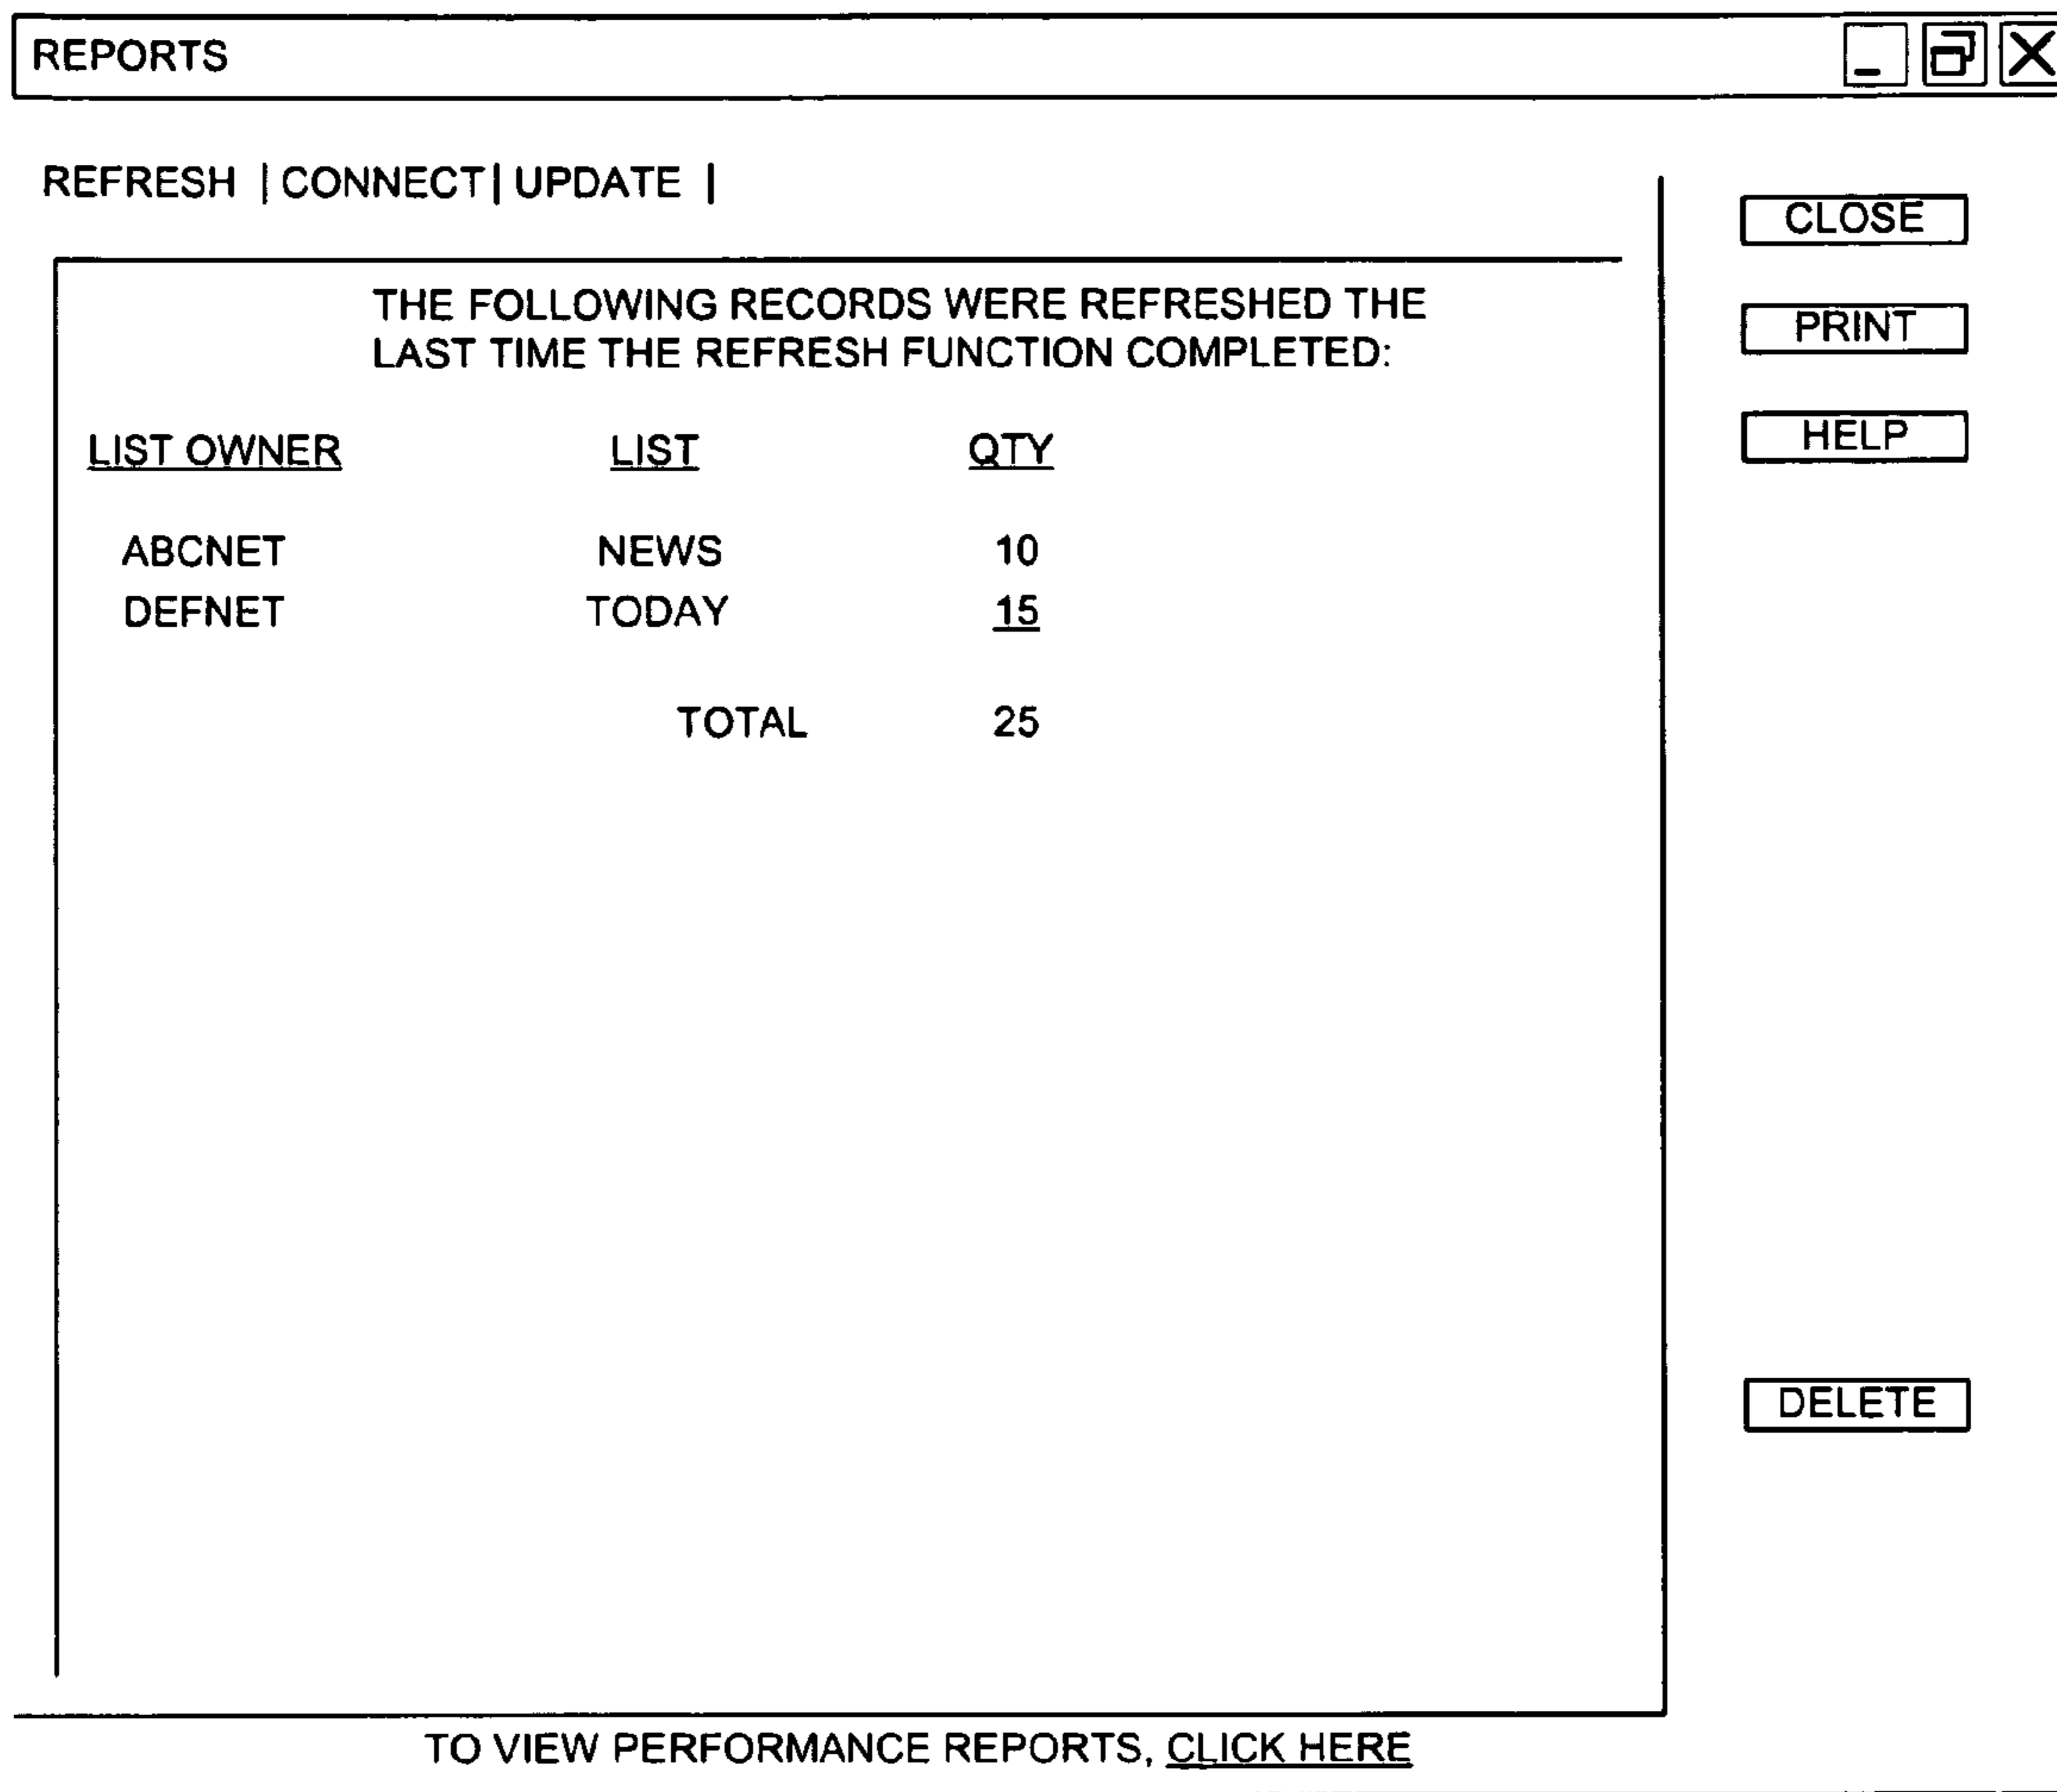 REPORTS
REFRESH | CONNECT | UPDATE |
CLOSE
THE FOLLOWING RECORDS WERE REFRESHED THE
LAST TIME THE REFRESH FUNCTION COMPLETED:
PRINT
HELP
LIST OWNER LIST QTY
ABCNET NEWS 10
DEFNET TODAY 15
TOTAL 25
DELETE
TO VIEW PERFORMANCE REPORTS, CLICK HERE